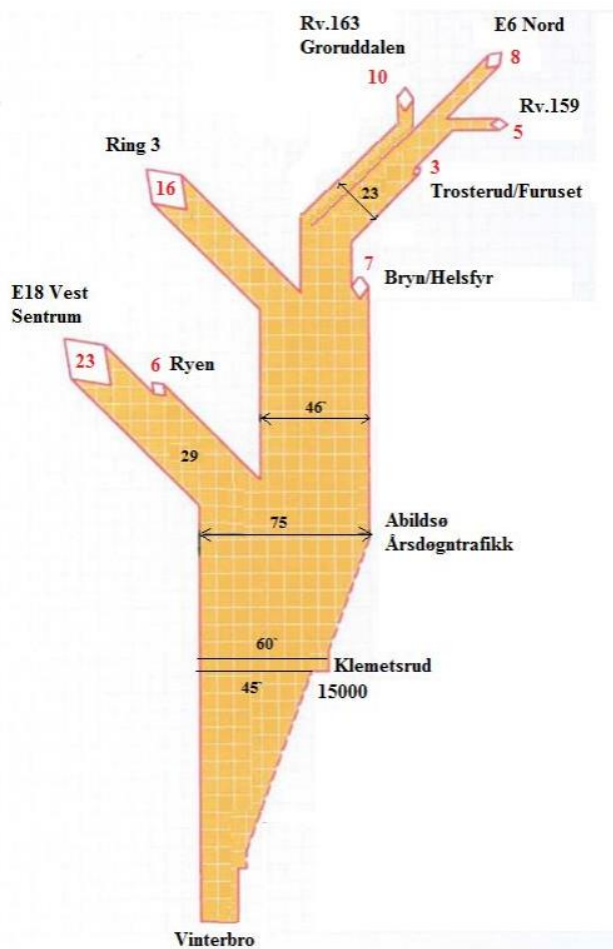 E6 Nord
Rv.163
Groruddalen
8
10
Rv.159
5
Ring 3
3
16
23
Trosterud/Furuset
7
Bryn/Helsfyr
E18 Vest
Sentrum
23
6 Ryen
46`
29
75
Abildsø
Årsdøgntrafikk
60`
Klemetsrud
45`
15000
Vinterbro